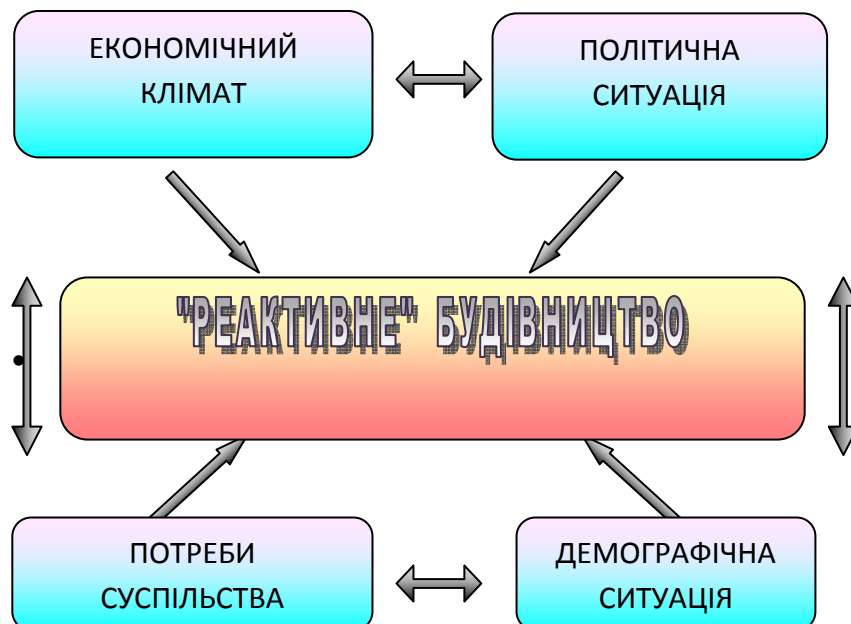 ЕКОНОМІЧНИЙ
КЛІМАТ
ПОЛІТИЧНА
СИТУАЦІЯ
"РЕАКТИВНЕ" БУДІВНИЦТВО
ПОТРЕБИ
СУСПІЛЬСТВА
ДЕМОГРАФІЧНА
СИТУАЦІЯ